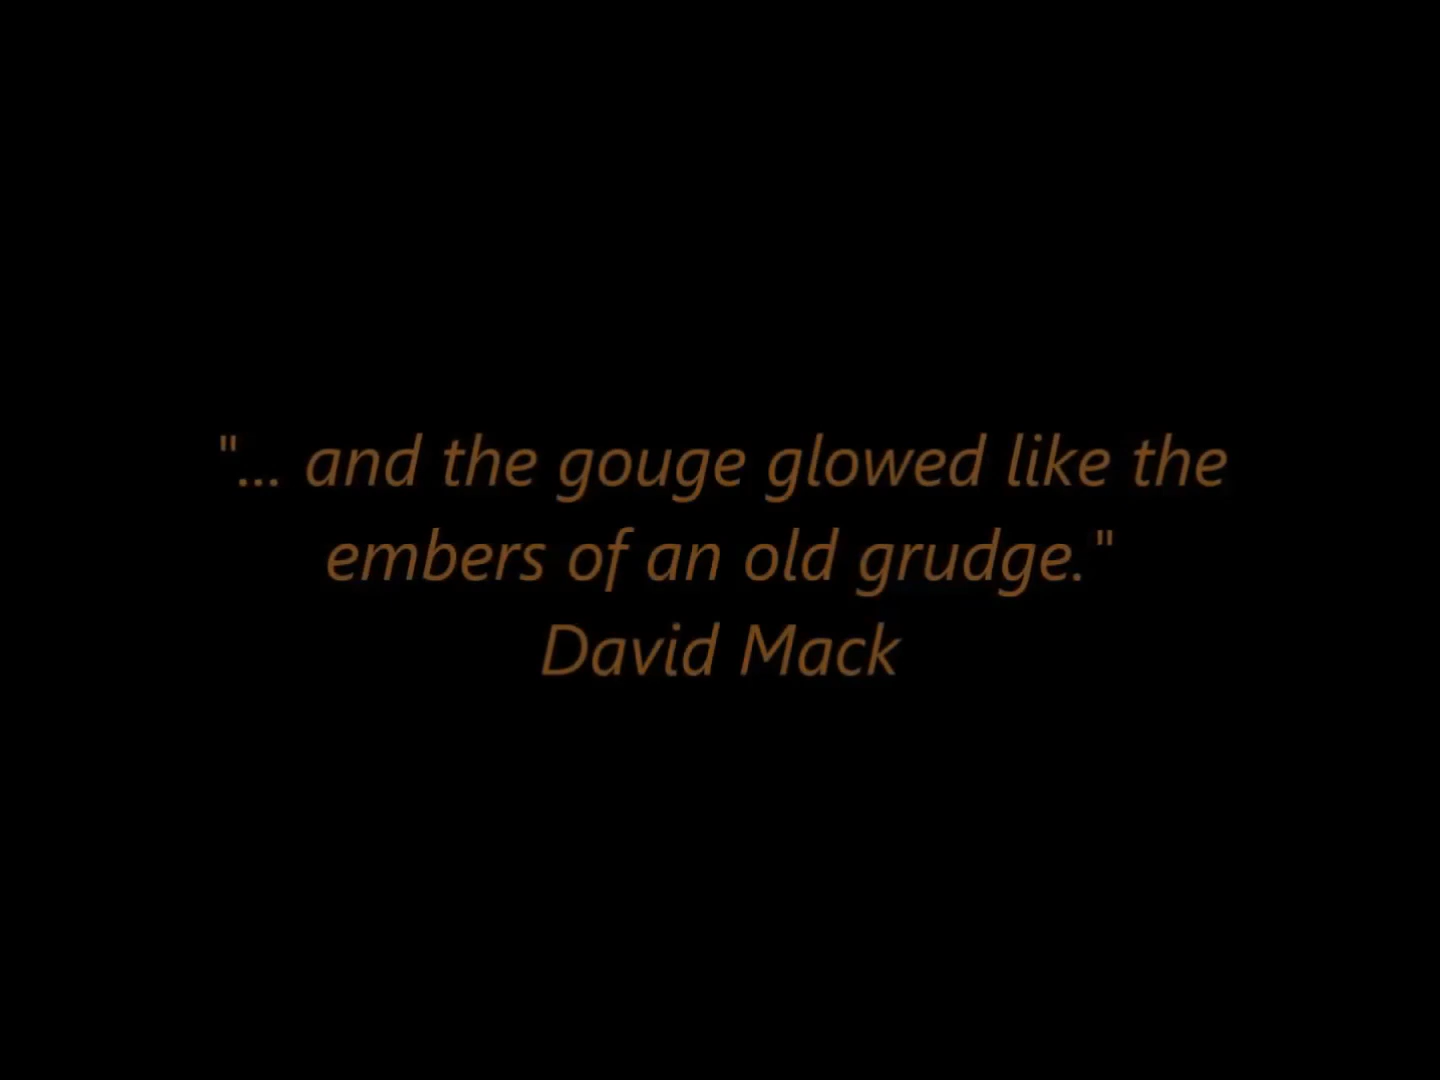 "... and the gouge glowed like the
embers of an old grudge."
David Mack